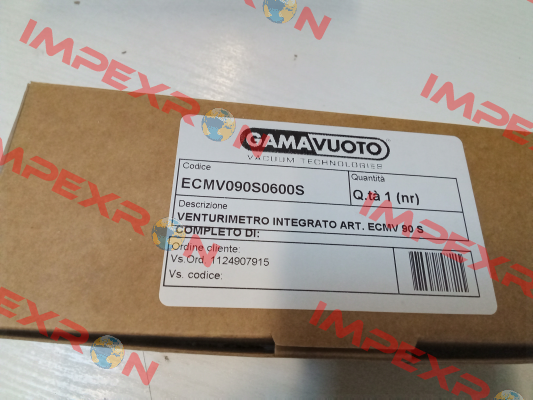 IMPEXRON
IMPEXRON
IMPEXRON
GAMAVUOTO
VACUUM TECHNOLOGIES
Codice
ECMV090S0600S
Quantità
Q.tà 1 (nr)
Descrizione
VENTURIMETRO INTEGRATO ART. ECMV 90 S
COMPLETO DI:
Ordine cliente:
Vs.Ord. 1124907915
Vs. codice:
IMPEXRON
IMPEXRON